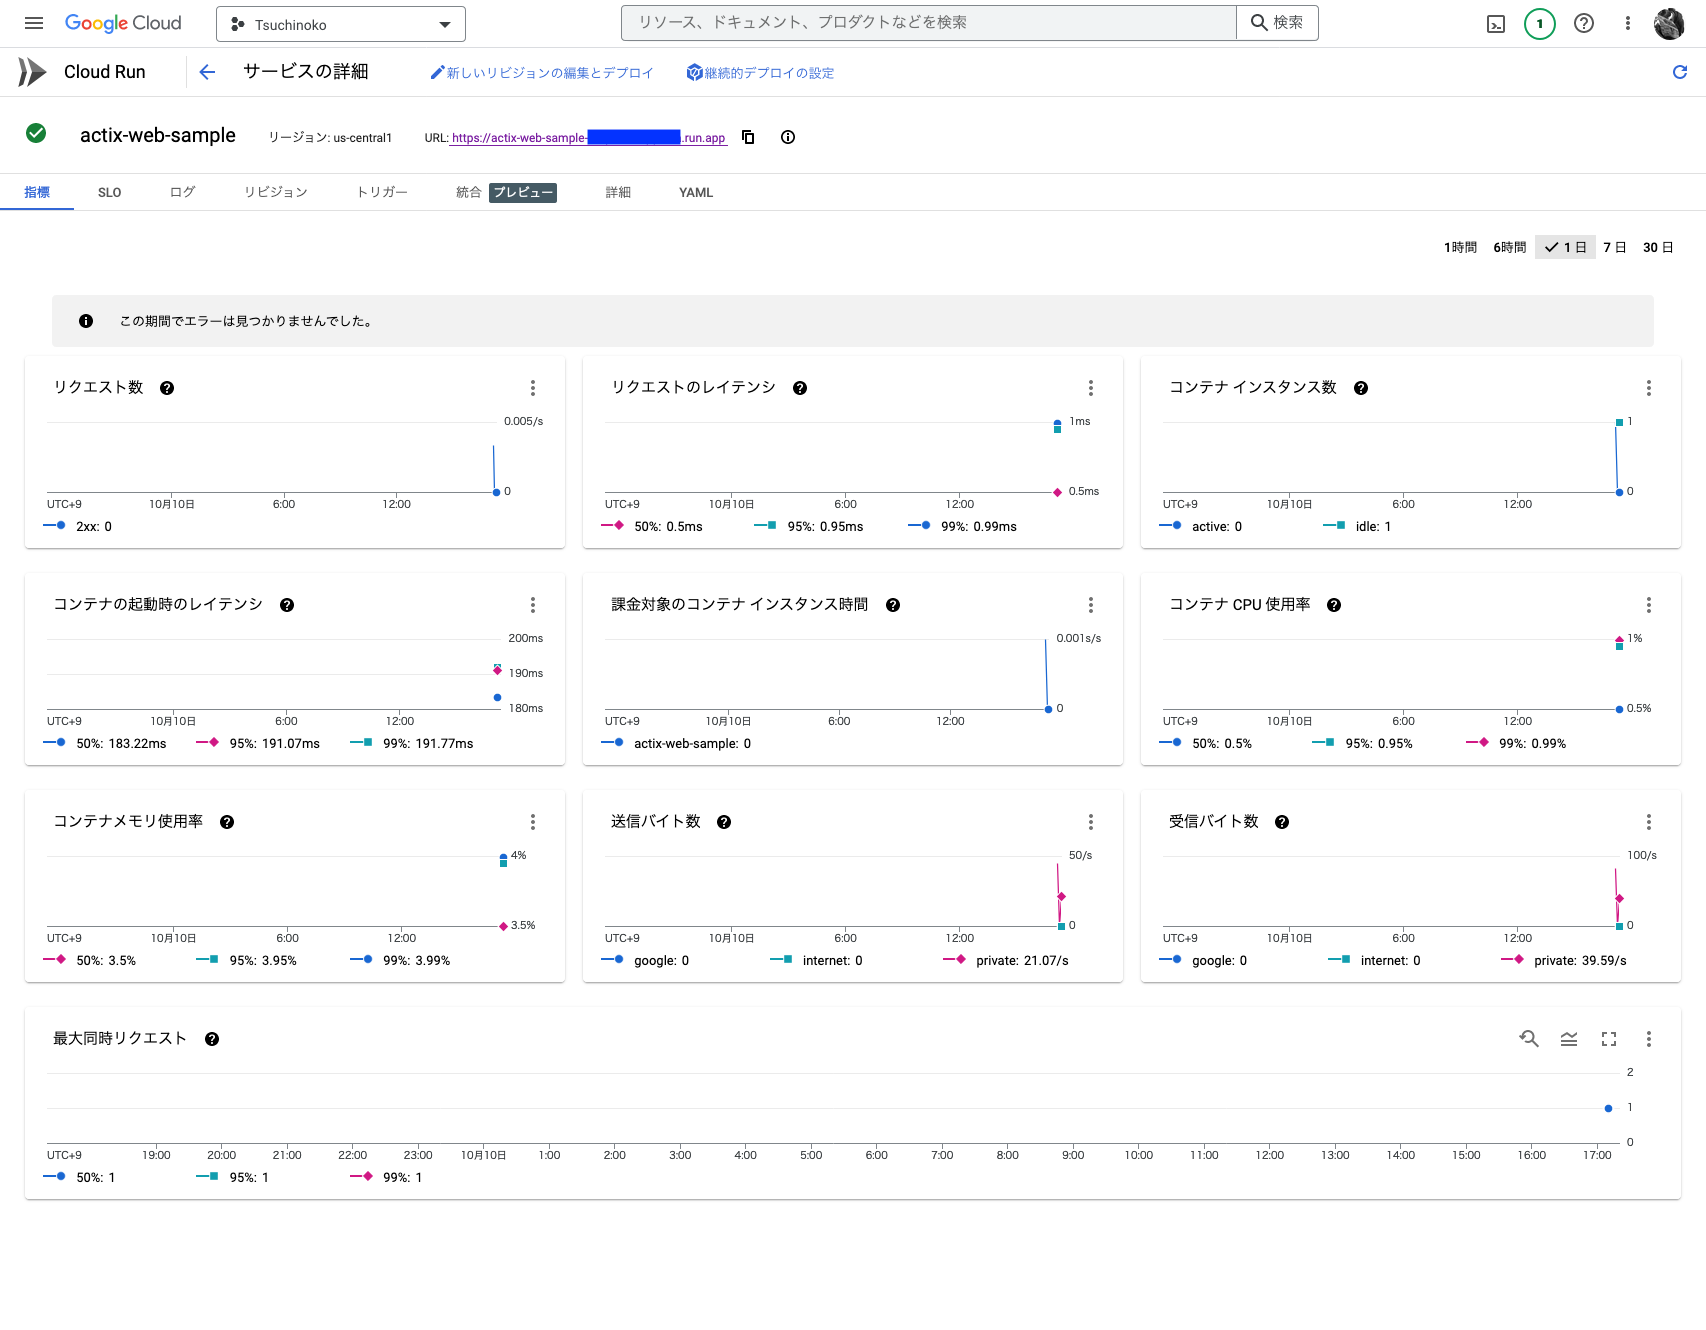 Google Cloud
Tsuchinoko
リソース、ドキュメント、プロダクトなどを検索
検索
1
Cloud Run
サービスの詳細
新しいリビジョンの編集とデプロイ
継続的デプロイの設定
actix-web-sample
リージョン: us-central1
URL: https://actix-web-sample-
.run.app
指標 SLO ログ リビジョン トリガー 統合 プレビュー 詳細 YAML
1時間 6時間 1 日 7 日 30 日
この期間でエラーは見つかりませんでした。
リクエスト数
0.005/s
0
UTC+9 10月10日 6:00 12:00
2xx: 0
リクエストのレイテンシ
1ms
0.5ms
UTC+9 10月10日 6:00 12:00
50%: 0.5ms 95%: 0.95ms 99%: 0.99ms
コンテナ インスタンス数
1
0
UTC+9 10月10日 6:00 12:00
active: 0 idle: 1
コンテナの起動時のレイテンシ
200ms
190ms
180ms
UTC+9 10月10日 6:00 12:00
50%: 183.22ms 95%: 191.07ms 99%: 191.77ms
課金対象のコンテナ インスタンス時間
0.001s/s
0
UTC+9 10月10日 6:00 12:00
actix-web-sample: 0
コンテナ CPU 使用率
1%
0.5%
UTC+9 10月10日 6:00 12:00
50%: 0.5% 95%: 0.95% 99%: 0.99%
コンテナメモリ使用率
4%
3.5%
UTC+9 10月10日 6:00 12:00
50%: 3.5% 95%: 3.95% 99%: 3.99%
送信バイト数
50/s
0
UTC+9 10月10日 6:00 12:00
google: 0 internet: 0 private: 21.07/s
受信バイト数
100/s
0
UTC+9 10月10日 6:00 12:00
google: 0 internet: 0 private: 39.59/s
最大同時リクエスト
2
1
0
UTC+9 19:00 20:00 21:00 22:00 23:00 10月10日 1:00 2:00 3:00 4:00 5:00 6:00 7:00 8:00 9:00 10:00 11:00 12:00 13:00 14:00 15:00 16:00 17:00
50%: 1 95%: 1 99%: 1